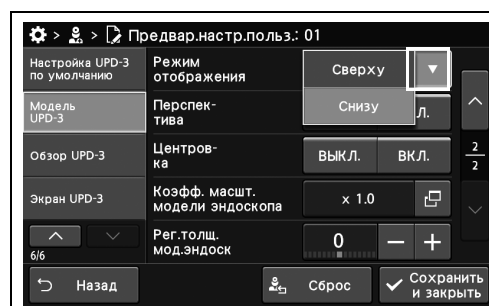 > > Предвар.настр.польз.: 01
Настройка UPD-3
по умолчанию
Режим
отображения
Сверху
Снизу
Модель
UPD-3
Перспек-
тива
Л.
Обзор UPD-3
Центров-
ка
ВЫКЛ.
ВКЛ.
2
2
Экран UPD-3
Коэфф. масшт.
модели эндоскопа
x 1.0
6/6
Рег.толщ.
мод.эндоск
0
− +
Назад
Сброс
Сохранить
и закрыть